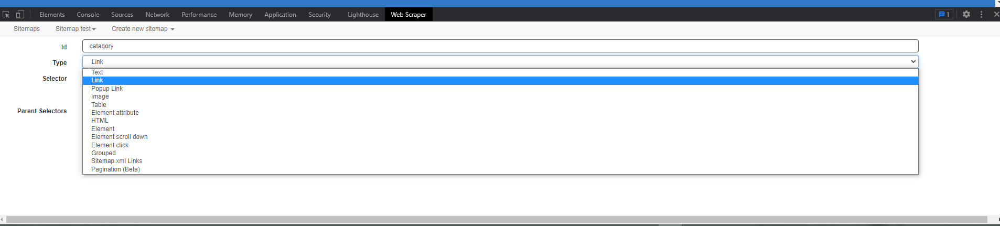 Elements Console Sources Network Performance Memory Application Security Lighthouse Web Scraper 1
Sitemaps Sitemap test Create new sitemap
Id catagory
Type Link
Text
Selector Link
Popup Link
Image
Table
Parent Selectors Element attribute
HTML
Element
Element scroll down
Element click
Grouped
Sitemap.xml Links
Pagination (Beta)